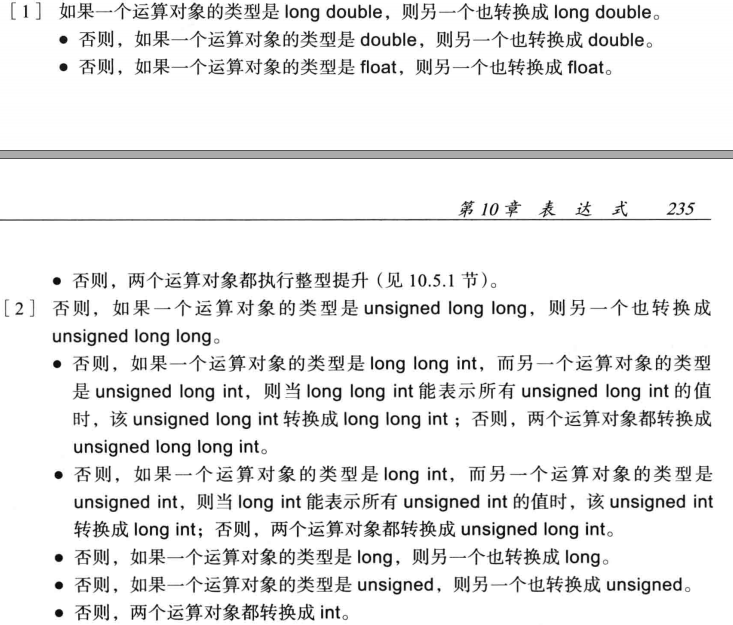 [1] 如果一个运算对象的类型是 long double，则另一个也转换成 long double。
● 否则，如果一个运算对象的类型是 double，则另一个也转换成 double。
● 否则，如果一个运算对象的类型是 float，则另一个也转换成 float。
第 10 章 表 达 式 235
● 否则，两个运算对象都执行整型提升（见 10.5.1 节）。
[2] 否则，如果一个运算对象的类型是 unsigned long long，则另一个也转换成
unsigned long long。
● 否则，如果一个运算对象的类型是 long long int，而另一个运算对象的类型
是 unsigned long int，则当 long long int 能表示所有 unsigned long int 的值
时，该 unsigned long int 转换成 long long int；否则，两个运算对象都转换成
unsigned long long int。
● 否则，如果一个运算对象的类型是 long int，而另一个运算对象的类型是
unsigned int，则当 long int 能表示所有 unsigned int 的值时，该 unsigned int
转换成 long int；否则，两个运算对象都转换成 unsigned long int。
● 否则，如果一个运算对象的类型是 long，则另一个也转换成 long。
● 否则，如果一个运算对象的类型是 unsigned，则另一个也转换成 unsigned。
● 否则，两个运算对象都转换成 int。